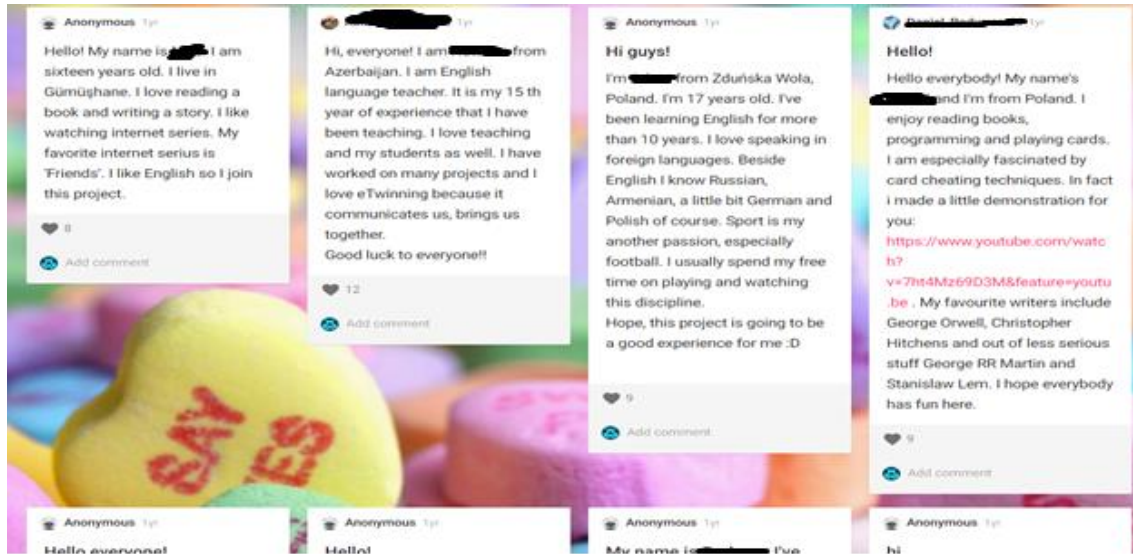 Anonymous 1yr
Hello! My name is I am
sixteen years old. I live in
Gümüşhane. I love reading a
book and writing a story. I like
watching internet series. My
favorite internet serius is
'Friends'. I like English so I join
this project.
8
Add comment
1yr
Hi, everyone! I am from
Azerbaijan. I am English
language teacher. It is my 15 th
year of experience that I have
been teaching. I love teaching
and my students as well. I have
worked on many projects and I
love eTwinning because it
communicates us, brings us
together.
Good luck to everyone!!
12
Add comment
Anonymous 1yr
Hi guys!
I'm from Zduńska Wola,
Poland. I'm 17 years old. I've
been learning English for more
than 10 years. I love speaking in
foreign languages. Beside
English I know Russian,
Armenian, a little bit German and
Polish of course. Sport is my
another passion, especially
football. I usually spend my free
time on playing and watching
this discipline.
Hope, this project is going to be
a good experience for me :D
9
Add comment
1yr
Hello!
Hello everybody! My name's
and I'm from Poland. I
enjoy reading books,
programming and playing cards.
I am especially fascinated by
card cheating techniques. In fact
i made a little demonstration for
you:
https://www.youtube.com/watc
h?
v=7ht4Mz69D3M&feature=youtu
.be . My favourite writers include
George Orwell, Christopher
Hitchens and out of less serious
stuff George RR Martin and
Stanislaw Lem. I hope everybody
has fun here.
9
Add comment
SAY
YES
Anonymous 1yr
Hello everyone!
Anonymous 1yr
Hello!
Anonymous 1yr
My name is I've
Anonymous 1yr
hi